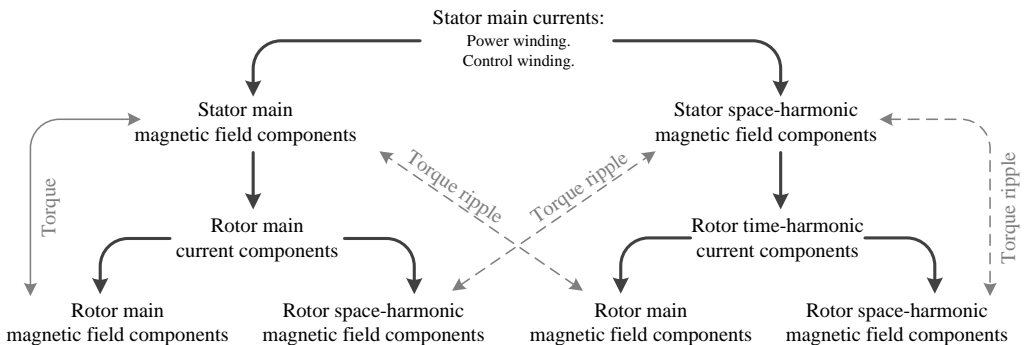 Stator main currents:
Power winding.
Control winding.
Stator main
magnetic field components
Stator space-harmonic
magnetic field components
Torque
Torque ripple
Torque ripple
Torque ripple
Rotor main
current components
Rotor time-harmonic
current components
Rotor main
magnetic field components
Rotor space-harmonic
magnetic field components
Rotor main
magnetic field components
Rotor space-harmonic
magnetic field components